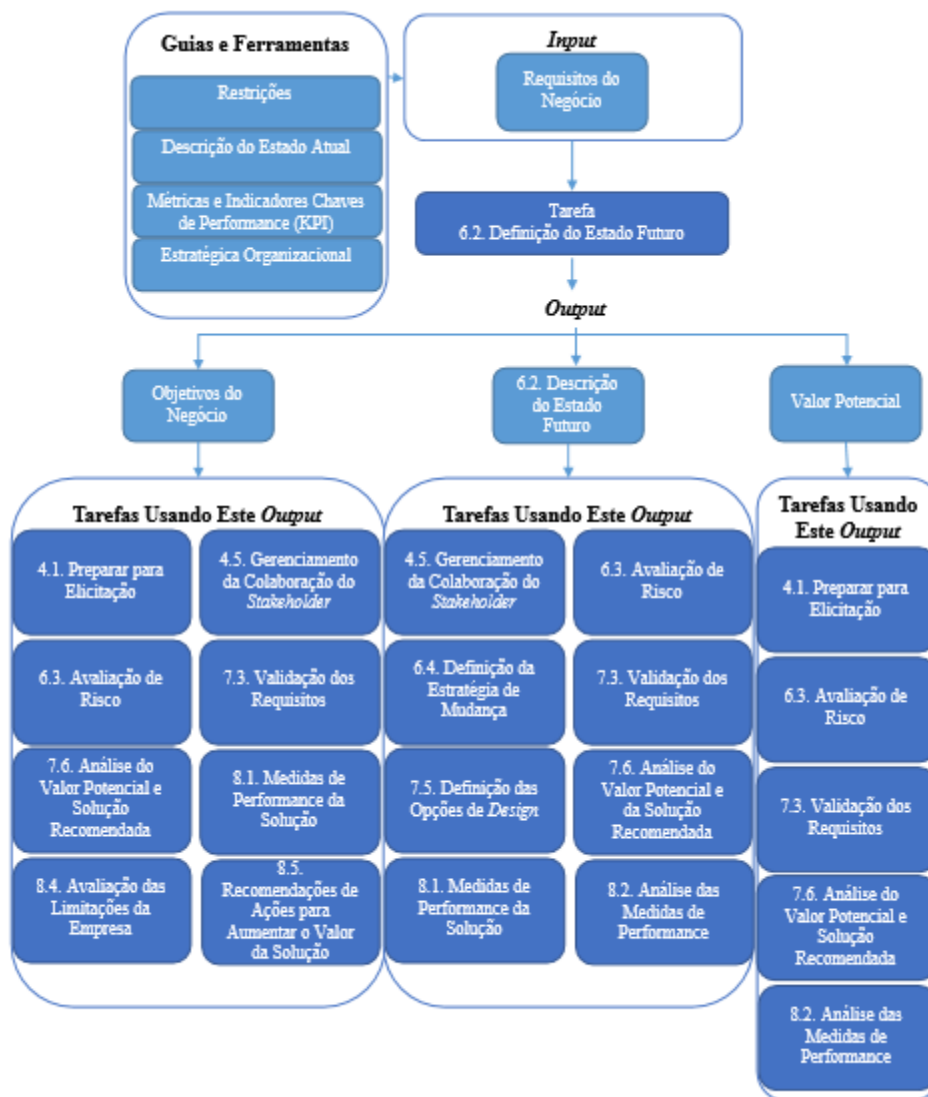 Guias e Ferramentas
Restrições
Descrição do Estado Atual
Métricas e Indicadores Chaves
de Performance (KPI)
Estratégica Organizacional
Input
Requisitos do
Negócio
Tarefa
6.2. Definição do Estado Futuro
Output
Objetivos do
Negócio
6.2. Descrição
do Estado
Futuro
Valor Potencial
Tarefas Usando Este Output
4.1. Preparar para
Elicitação
4.5. Gerenciamento
da Colaboração do
Stakeholder
6.3. Avaliação de
Risco
7.3. Validação dos
Requisitos
7.6. Análise do
Valor Potencial e
Solução
Recomendada
8.1. Medidas de
Performance da
Solução
8.4. Avaliação das
Limitações da
Empresa
8.5.
Recomendações de
Ações para
Aumentar o Valor
da Solução
Tarefas Usando Este Output
4.5. Gerenciamento
da Colaboração do
Stakeholder
6.3. Avaliação de
Risco
6.4. Definição da
Estratégia de
Mudança
7.3. Validação dos
Requisitos
7.5. Definição das
Opções de Design
7.6. Análise do
Valor Potencial e
da Solução
Recomendada
8.1. Medidas de
Performance da
Solução
8.2. Análise das
Medidas de
Performance
Tarefas Usando
Este Output
4.1. Preparar para
Elicitação
6.3. Avaliação de
Risco
7.3. Validação dos
Requisitos
7.6. Análise do
Valor Potencial e
Solução
Recomendada
8.2. Análise das
Medidas de
Performance